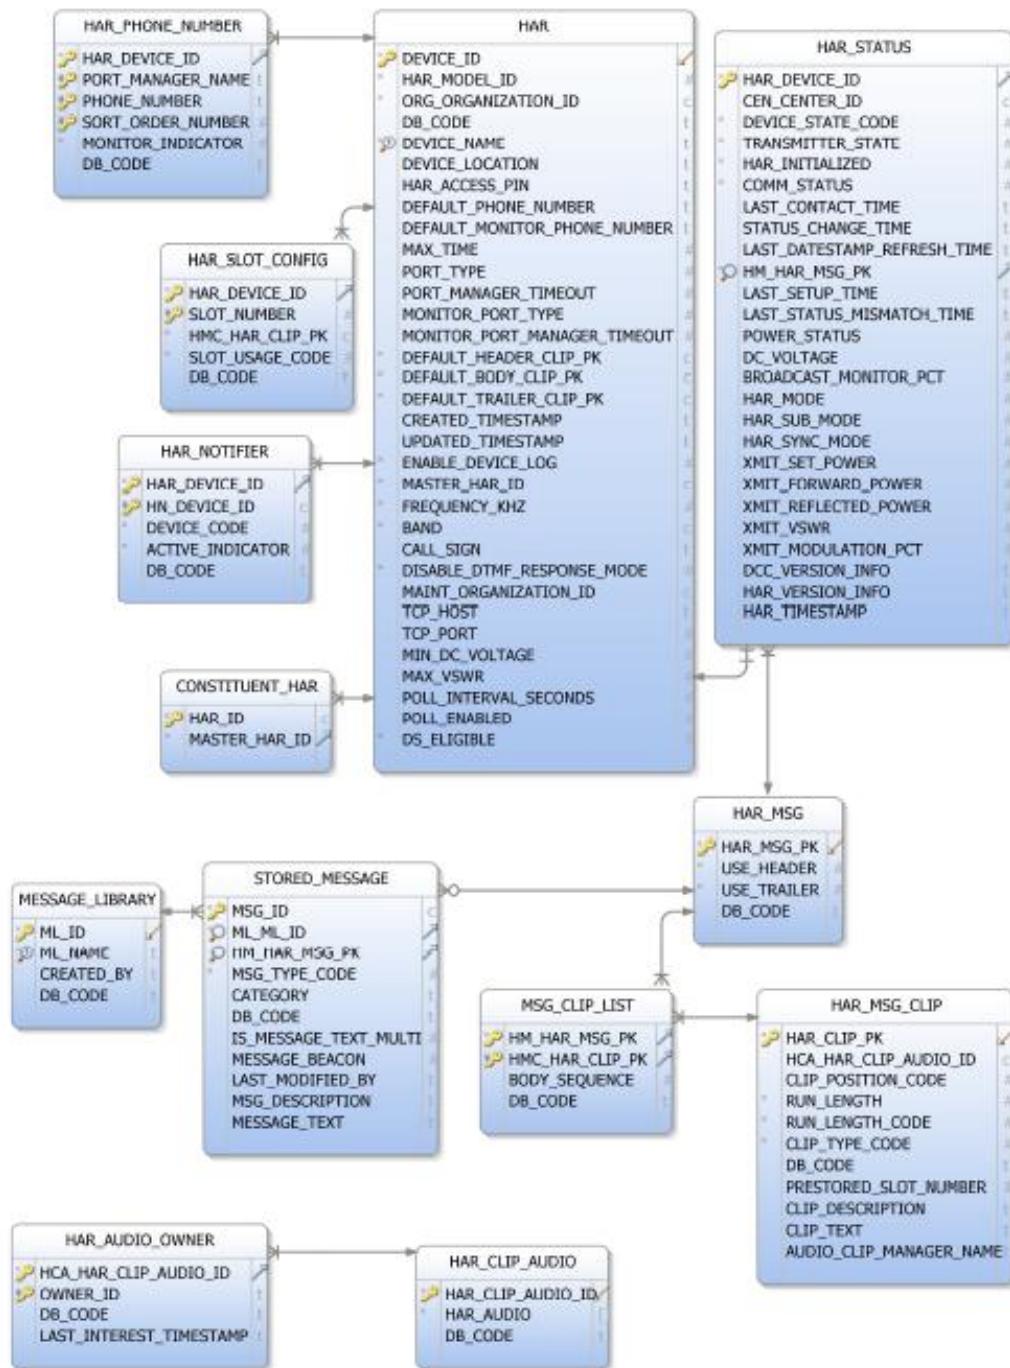 HAR_PHONE_NUMBER
HAR_DEVICE_ID
PORT_MANAGER_NAME
PHONE_NUMBER
SORT_ORDER_NUMBER
MONITOR_INDICATOR
DB_CODE
HAR_SLOT_CONFIG
HAR_DEVICE_ID
SLOT_NUMBER
HMC_HAR_CLIP_PK
SLOT_USAGE_CODE
DB_CODE
HAR_NOTIFIER
HAR_DEVICE_ID
HN_DEVICE_ID
DEVICE_CODE
ACTIVE_INDICATOR
DB_CODE
CONSTITUENT_HAR
HAR_ID
MASTER_HAR_ID
HAR
DEVICE_ID
HAR_MODEL_ID
ORG_ORGANIZATION_ID
DB_CODE
DEVICE_NAME
DEVICE_LOCATION
HAR_ACCESS_PIN
DEFAULT_PHONE_NUMBER
DEFAULT_MONITOR_PHONE_NUMBER
MAX_TIME
PORT_TYPE
PORT_MANAGER_TIMEOUT
MONITOR_PORT_TYPE
MONITOR_PORT_MANAGER_TIMEOUT
DEFAULT_HEADER_CLIP_PK
DEFAULT_BODY_CLIP_PK
DEFAULT_TRAILER_CLIP_PK
CREATED_TIMESTAMP
UPDATED_TIMESTAMP
ENABLE_DEVICE_LOG
MASTER_HAR_ID
FREQUENCY_KHZ
BAND
CALL_SIGN
DISABLE_DTMF_RESPONSE_MODE
MAINT_ORGANIZATION_ID
TCP_HOST
TCP_PORT
MIN_DC_VOLTAGE
MAX_VSWR
POLL_INTERVAL_SECONDS
POLL_ENABLED
DS_ELIGIBLE
HAR_STATUS
HAR_DEVICE_ID
CEN_CENTER_ID
DEVICE_STATE_CODE
TRANSMITTER_STATE
HAR_INITIALIZED
COMM_STATUS
LAST_CONTACT_TIME
STATUS_CHANGE_TIME
LAST_DATESTAMP_REFRESH_TIME
HM_HAR_MSG_PK
LAST_SETUP_TIME
LAST_STATUS_MISMATCH_TIME
POWER_STATUS
DC_VOLTAGE
BROADCAST_MONITOR_PCT
HAR_MODE
HAR_SUB_MODE
HAR_SYNC_MODE
XMIT_SET_POWER
XMIT_FORWARD_POWER
XMIT_REFLECTED_POWER
XMIT_VSWR
XMIT_MODULATION_PCT
DCC_VERSION_INFO
HAR_VERSION_INFO
HAR_TIMESTAMP
HAR_MSG
HAR_MSG_PK
USE_HEADER
USE_TRAILER
DB_CODE
MESSAGE_LIBRARY
ML_ID
ML_NAME
CREATED_BY
DB_CODE
STORED_MESSAGE
MSG_ID
ML_ML_ID
HM_HAR_MSG_PK
MSG_TYPE_CODE
CATEGORY
DB_CODE
IS_MESSAGE_TEXT_MULTI
MESSAGE_BEACON
LAST_MODIFIED_BY
MSG_DESCRIPTION
MESSAGE_TEXT
MSG_CLIP_LIST
HM_HAR_MSG_PK
HMC_HAR_CLIP_PK
BODY_SEQUENCE
DB_CODE
HAR_MSG_CLIP
HAR_CLIP_PK
HCA_HAR_CLIP_AUDIO_ID
CLIP_POSITION_CODE
RUN_LENGTH
RUN_LENGTH_CODE
CLIP_TYPE_CODE
DB_CODE
PRESTORED_SLOT_NUMBER
CLIP_DESCRIPTION
CLIP_TEXT
AUDIO_CLIP_MANAGER_NAME
HAR_AUDIO_OWNER
HCA_HAR_CLIP_AUDIO_ID
OWNER_ID
DB_CODE
LAST_INTEREST_TIMESTAMP
HAR_CLIP_AUDIO
HAR_CLIP_AUDIO_ID
HAR_AUDIO
DB_CODE